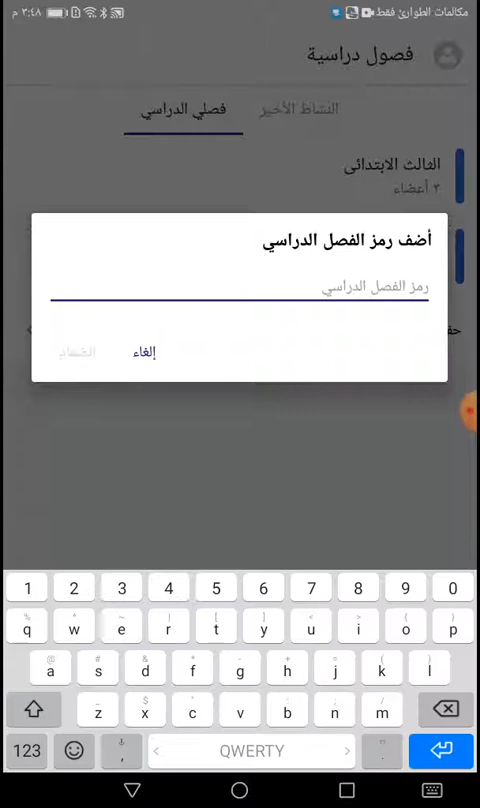 مكالمات الطوارئ فقط
٣:٤٨ م
فصول دراسية
النشاط الأخير
فصلي الدراسي
الثالث الابتدائى
٣ أعضاء
أضف رمز الفصل الدراسي
رمز الفصل الدراسي
إلغاء
انضمام
1 2 3 4 5 6 7 8 9 0
q w e r t y u i o p
a s d f g h j k l
z x c v b n m
123 , QWERTY .